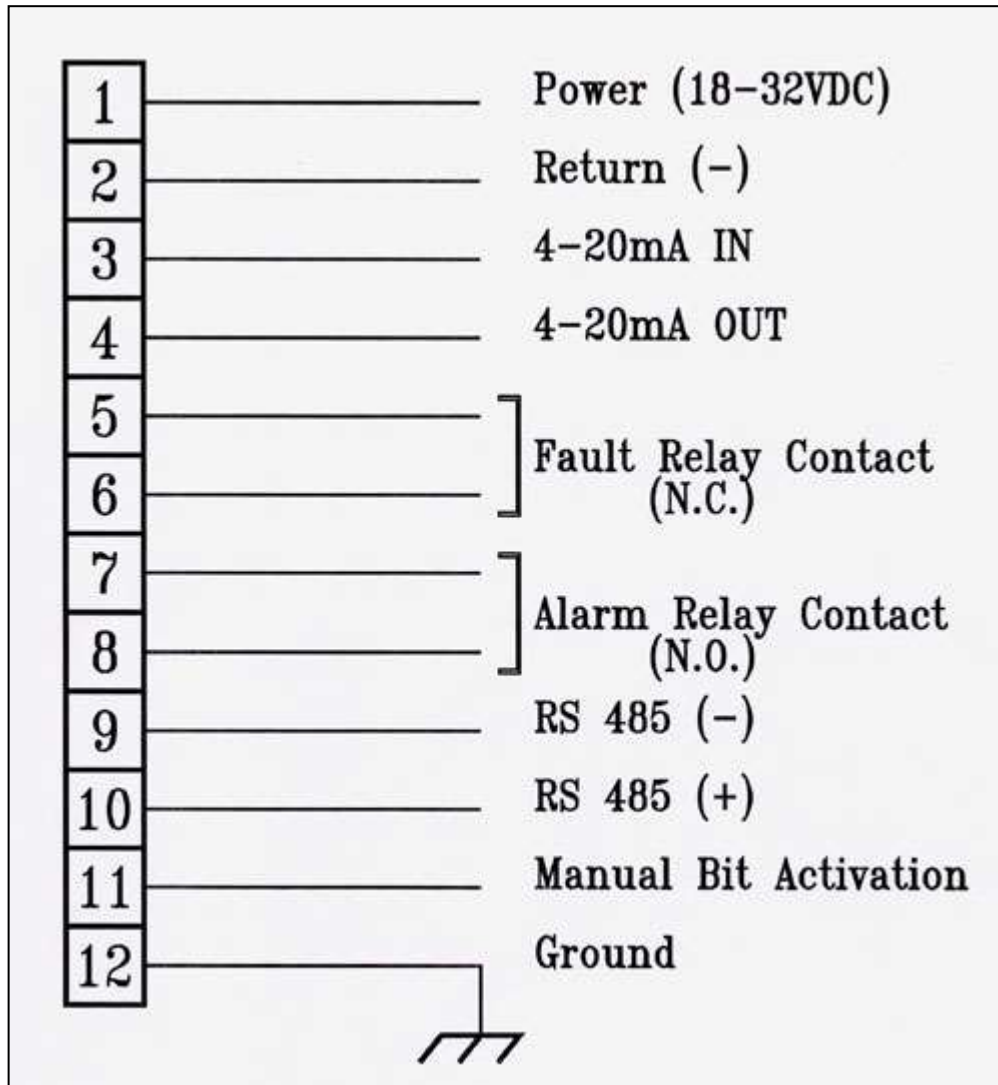 1 Power (18-32VDC)
2 Return (-)
3 4-20mA IN
4 4-20mA OUT
5
6
Fault Relay Contact
(N.C.)
7
8
Alarm Relay Contact
(N.O.)
9 RS 485 (-)
10 RS 485 (+)
11 Manual Bit Activation
12 Ground